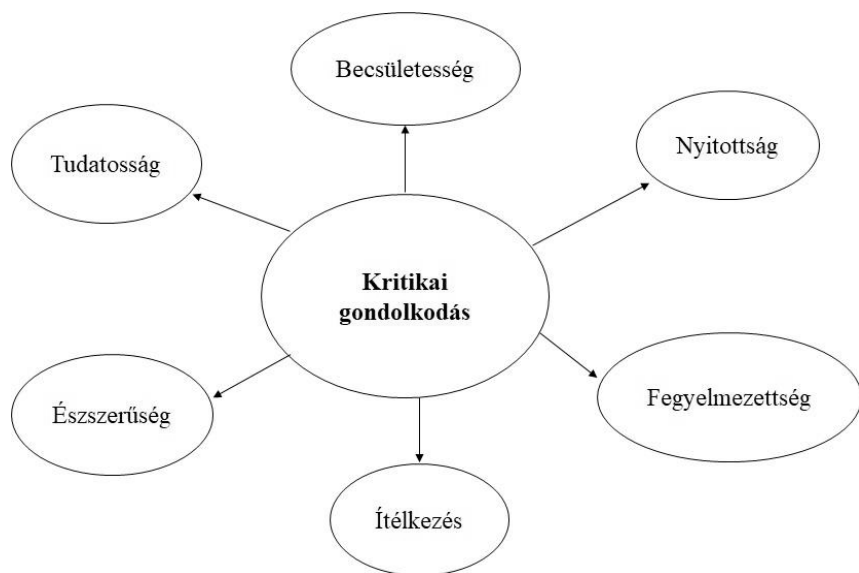 Becsületesség
Tudatosság
Nyitottság
Kritikai
gondolkodás
Észszerűség
Fegyelmezettség
Ítélkezés